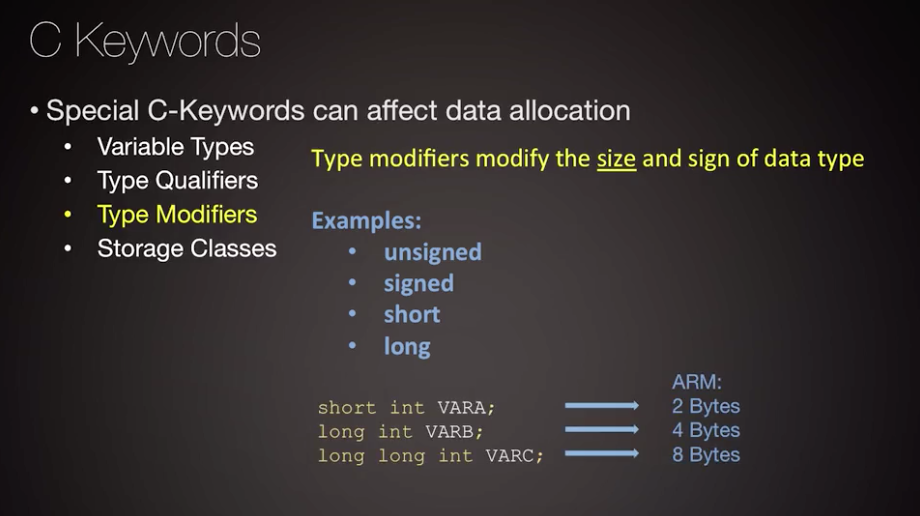 C Keywords
• Special C-Keywords can affect data allocation
• Variable Types
• Type Qualifiers
• Type Modifiers
• Storage Classes
Type modifiers modify the size and sign of data type
Examples:
• unsigned
• signed
• short
• long
ARM:
short int VARA; 2 Bytes
long int VARB; 4 Bytes
long long int VARC; 8 Bytes